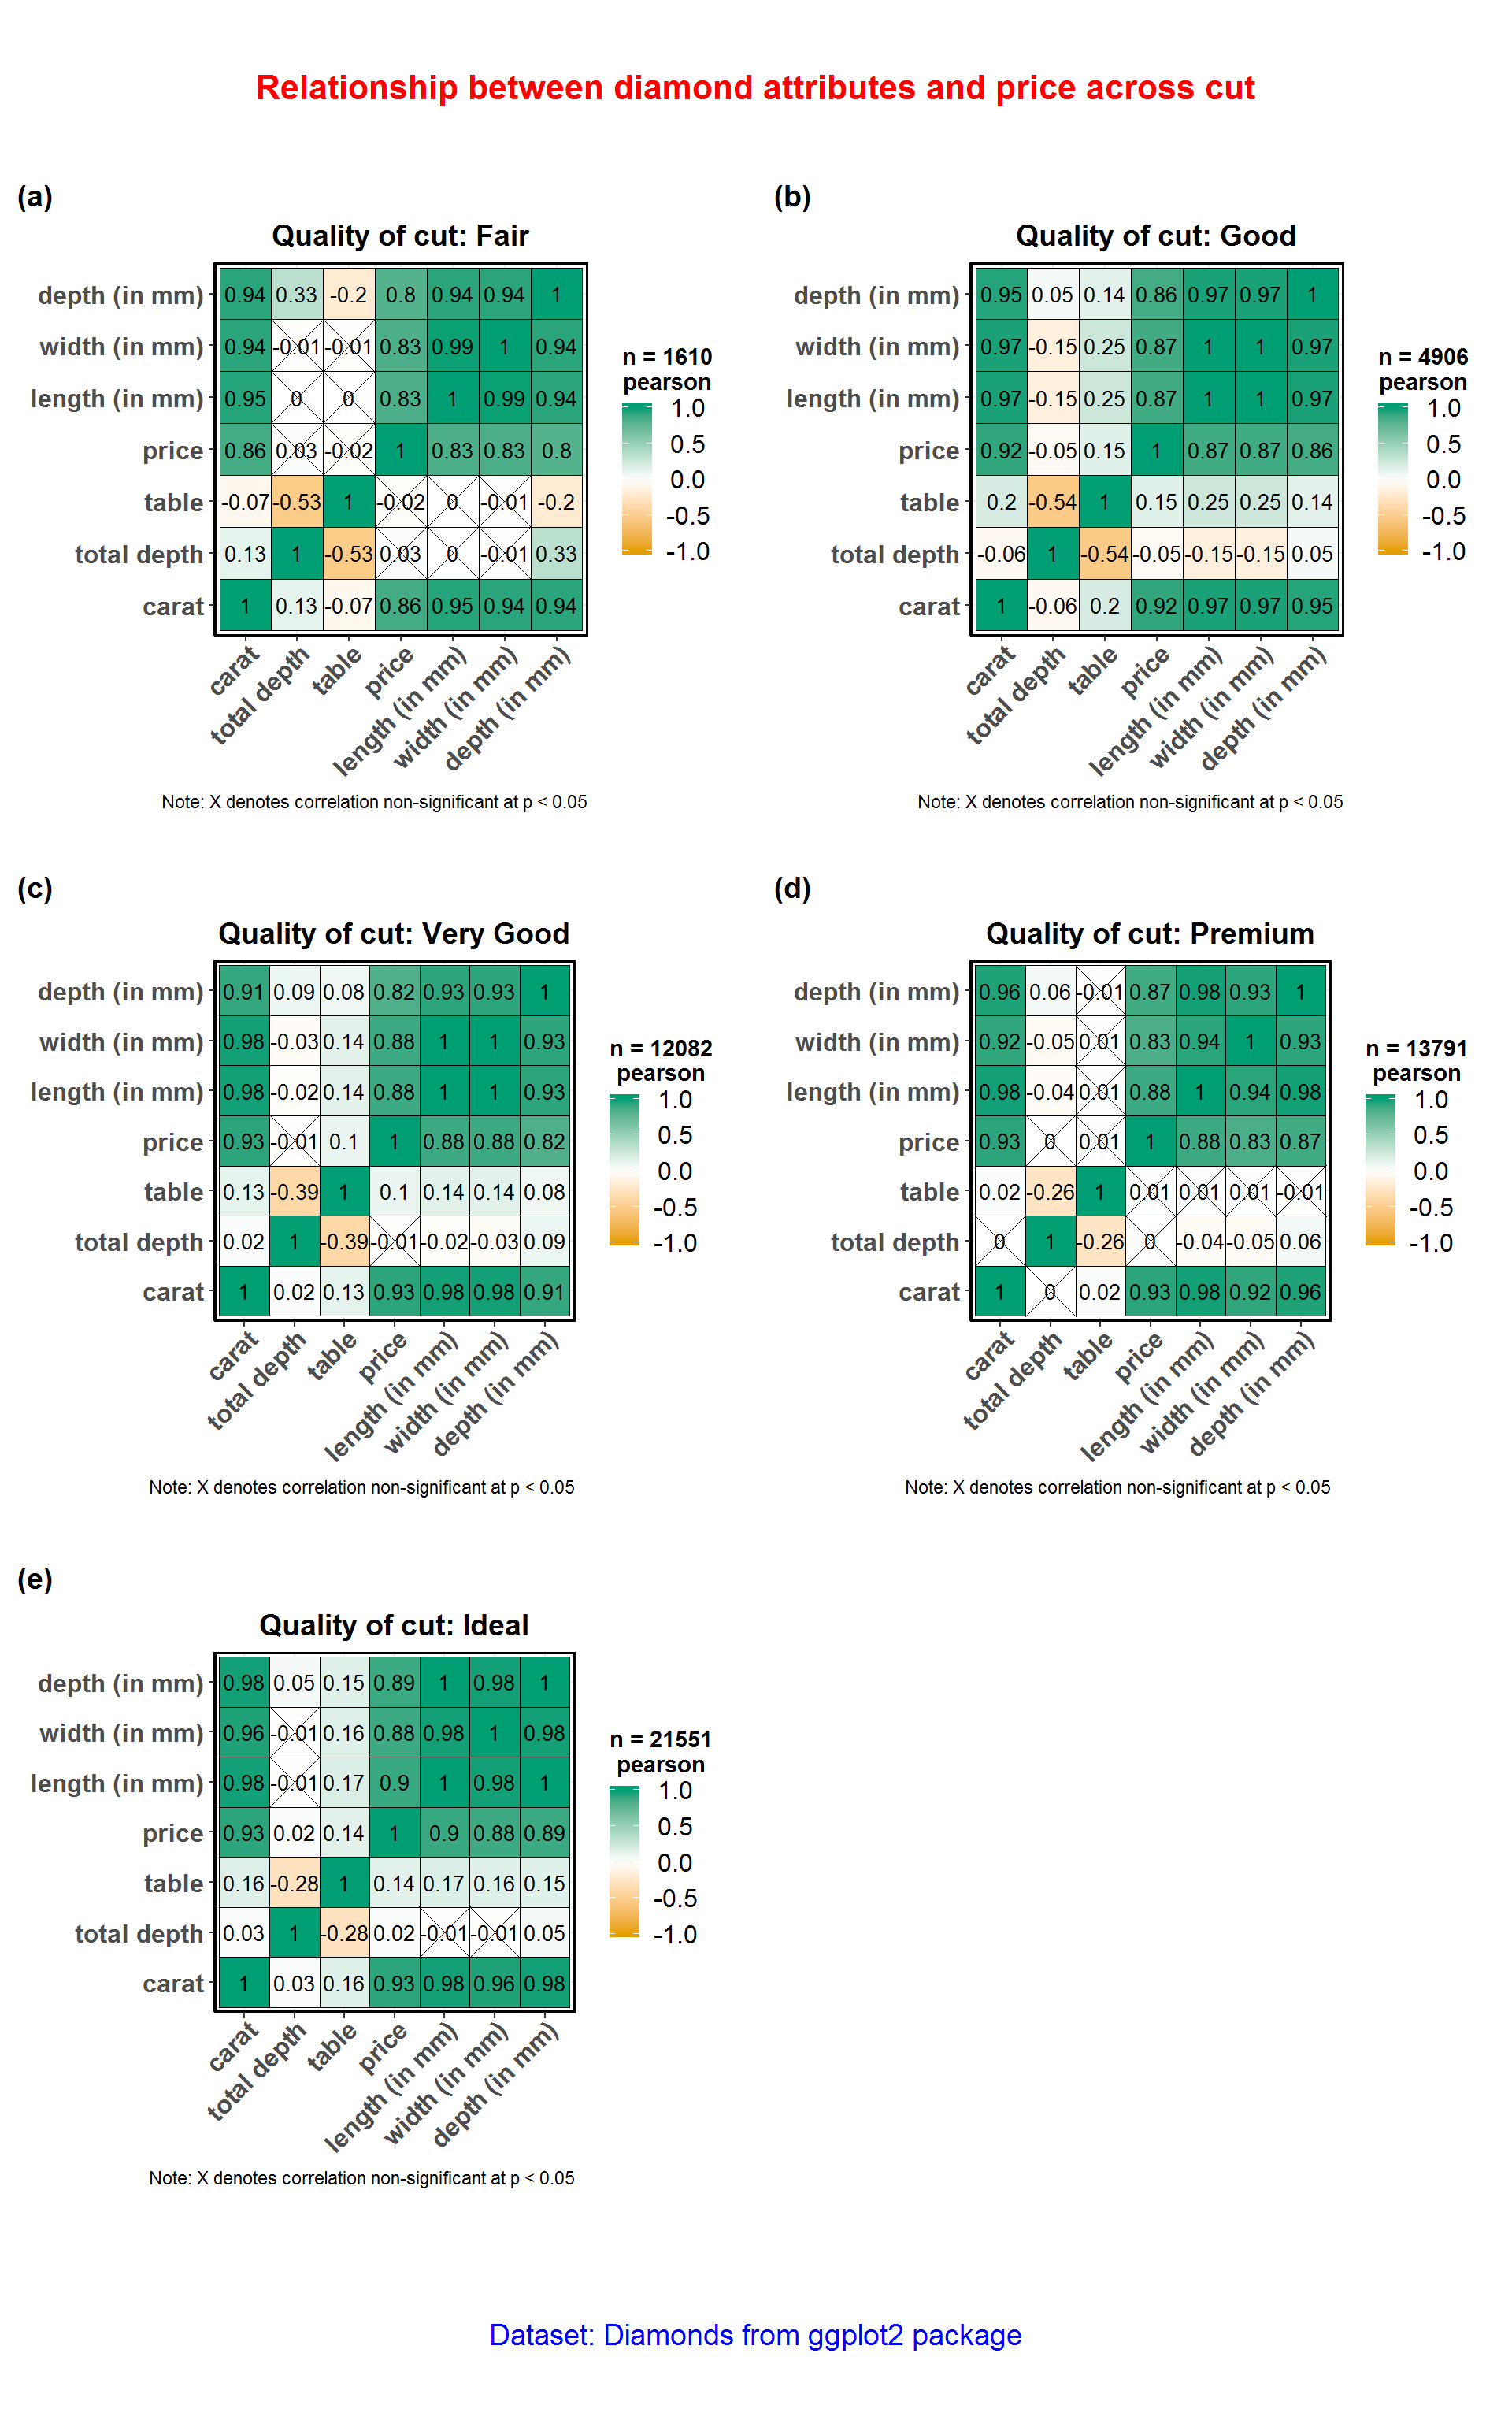 Relationship between diamond attributes and price across cut
(a)
Quality of cut: Fair
depth (in mm) 0.94 0.33 -0.2 0.8 0.94 0.94 1
width (in mm) 0.94 -0.01 -0.01 0.83 0.99 1 0.94
length (in mm) 0.95 0 0 0.83 1 0.99 0.94
price 0.86 0.03 -0.02 1 0.83 0.83 0.8
table -0.07 -0.53 1 -0.02 0 -0.01 -0.2
total depth 0.13 1 -0.53 0.03 0 -0.01 0.33
carat 1 0.13 -0.07 0.86 0.95 0.94 0.94
carat total depth table price length (in mm) width (in mm) depth (in mm)
n = 1610
pearson
1.0
0.5
0.0
-0.5
-1.0
Note: X denotes correlation non-significant at p < 0.05
(b)
Quality of cut: Good
depth (in mm) 0.95 0.05 0.14 0.86 0.97 0.97 1
width (in mm) 0.97 -0.15 0.25 0.87 1 1 0.97
length (in mm) 0.97 -0.15 0.25 0.87 1 1 0.97
price 0.92 -0.05 0.15 1 0.87 0.87 0.86
table 0.2 -0.54 1 0.15 0.25 0.25 0.14
total depth -0.06 1 -0.54 -0.05 -0.15 -0.15 0.05
carat 1 -0.06 0.2 0.92 0.97 0.97 0.95
carat total depth table price length (in mm) width (in mm) depth (in mm)
n = 4906
pearson
1.0
0.5
0.0
-0.5
-1.0
Note: X denotes correlation non-significant at p < 0.05
(c)
Quality of cut: Very Good
depth (in mm) 0.91 0.09 0.08 0.82 0.93 0.93 1
width (in mm) 0.98 -0.03 0.14 0.88 1 1 0.93
length (in mm) 0.98 -0.02 0.14 0.88 1 1 0.93
price 0.93 -0.01 0.1 1 0.88 0.88 0.82
table 0.13 -0.39 1 0.1 0.14 0.14 0.08
total depth 0.02 1 -0.39 -0.01 -0.02 -0.03 0.09
carat 1 0.02 0.13 0.93 0.98 0.98 0.91
carat total depth table price length (in mm) width (in mm) depth (in mm)
n = 12082
pearson
1.0
0.5
0.0
-0.5
-1.0
Note: X denotes correlation non-significant at p < 0.05
(d)
Quality of cut: Premium
depth (in mm) 0.96 0.06 -0.01 0.87 0.98 0.93 1
width (in mm) 0.92 -0.05 0.01 0.83 0.94 1 0.93
length (in mm) 0.98 -0.04 0.01 0.88 1 0.94 0.98
price 0.93 0 0.01 1 0.88 0.83 0.87
table 0.02 -0.26 1 0.01 0.01 0.01 -0.01
total depth 0 1 -0.26 0 -0.04 -0.05 0.06
carat 1 0 0.02 0.93 0.98 0.92 0.96
carat total depth table price length (in mm) width (in mm) depth (in mm)
n = 13791
pearson
1.0
0.5
0.0
-0.5
-1.0
Note: X denotes correlation non-significant at p < 0.05
(e)
Quality of cut: Ideal
depth (in mm) 0.98 0.05 0.15 0.89 1 0.98 1
width (in mm) 0.96 -0.01 0.16 0.88 0.98 1 0.98
length (in mm) 0.98 -0.01 0.17 0.9 1 0.98 1
price 0.93 0.02 0.14 1 0.9 0.88 0.89
table 0.16 -0.28 1 0.14 0.17 0.16 0.15
total depth 0.03 1 -0.28 0.02 -0.01 -0.01 0.05
carat 1 0.03 0.16 0.93 0.98 0.96 0.98
carat total depth table price length (in mm) width (in mm) depth (in mm)
n = 21551
pearson
1.0
0.5
0.0
-0.5
-1.0
Note: X denotes correlation non-significant at p < 0.05
Dataset: Diamonds from ggplot2 package